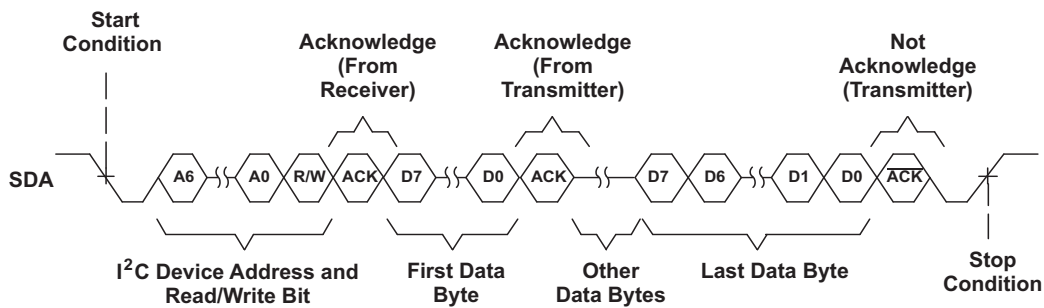 Start
Condition
Acknowledge
(From
Receiver)
Acknowledge
(From
Transmitter)
Not
Acknowledge
(Transmitter)
SDA
A6 A0 R/W ACK D7 D0 ACK D7 D6 D1 D0 A̅C̅K̅
I²C Device Address and
Read/Write Bit
First Data
Byte
Other
Data Bytes
Last Data Byte
Stop
Condition